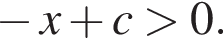 − x + c > 0.